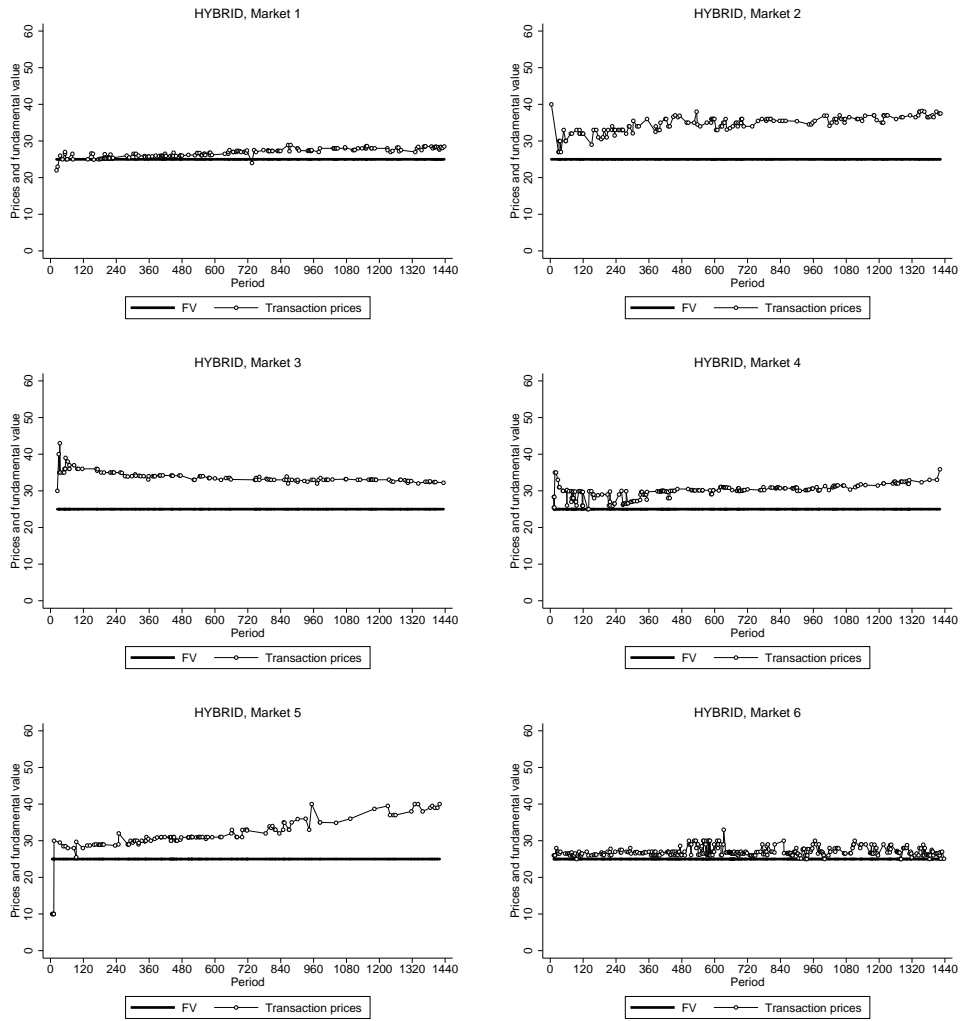 HYBRID, Market 1
Prices and fundamental value
60
50
40
30
20
10
0
0 120 240 360 480 600 720 840 960 1080 1200 1320 1440
Period
FV Transaction prices
HYBRID, Market 2
Prices and fundamental value
60
50
40
30
20
10
0
0 120 240 360 480 600 720 840 960 1080 1200 1320 1440
Period
FV Transaction prices
HYBRID, Market 3
Prices and fundamental value
60
50
40
30
20
10
0
0 120 240 360 480 600 720 840 960 1080 1200 1320 1440
Period
FV Transaction prices
HYBRID, Market 4
Prices and fundamental value
60
50
40
30
20
10
0
0 120 240 360 480 600 720 840 960 1080 1200 1320 1440
Period
FV Transaction prices
HYBRID, Market 5
Prices and fundamental value
60
50
40
30
20
10
0
0 120 240 360 480 600 720 840 960 1080 1200 1320 1440
Period
FV Transaction prices
HYBRID, Market 6
Prices and fundamental value
60
50
40
30
20
10
0
0 120 240 360 480 600 720 840 960 1080 1200 1320 1440
Period
FV Transaction prices